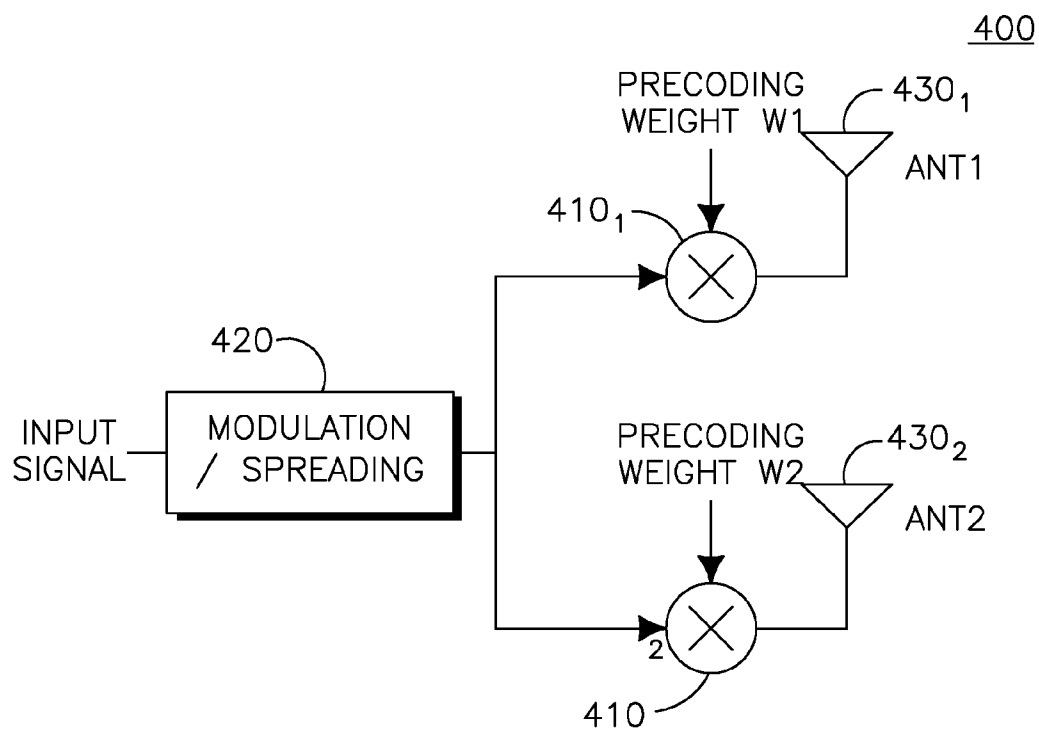 400
PRECODING
WEIGHT W1
430₁
ANT1
410₁
420
INPUT
SIGNAL
MODULATION
/ SPREADING
PRECODING
WEIGHT W2
430₂
ANT2
2
410